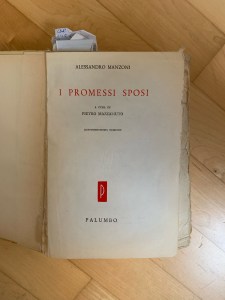 ALESSANDRO MANZONI
I PROMESSI SPOSI
A CURA DI
PIETRO MAZZAMUTO
PALUMBO